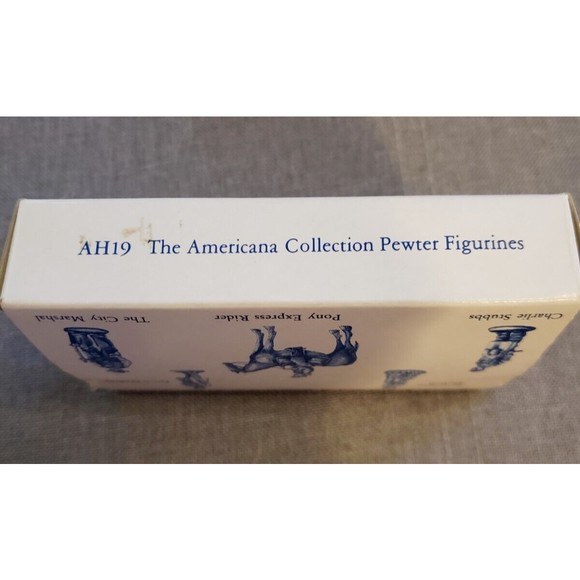 AH19 The Americana Collection Pewter Figurines
Charlie Stubbs Pony Express Rider The City Marshal